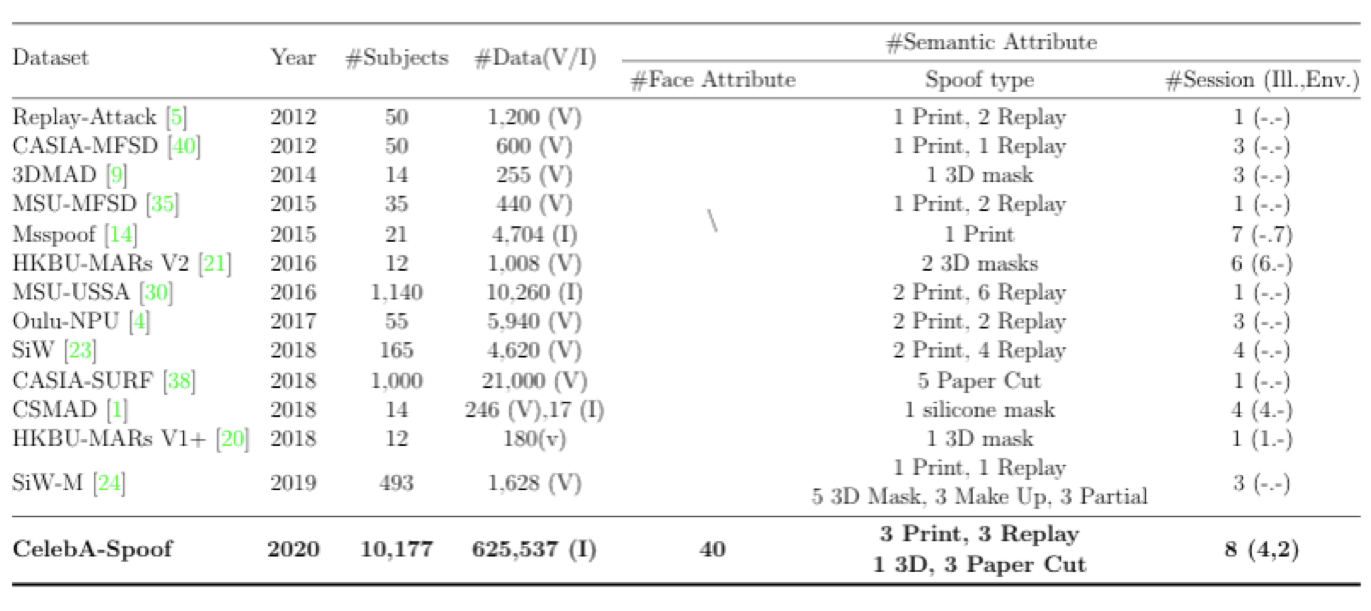 #Semantic Attribute
Dataset Year #Subjects #Data(V/I)
#Face Attribute Spoof type #Session (Ill.,Env.)
Replay-Attack [5] 2012 50 1,200 (V) 1 Print, 2 Replay 1 (-.-)
CASIA-MFSD [40] 2012 50 600 (V) 1 Print, 1 Replay 3 (-.-)
3DMAD [9] 2014 14 255 (V) 1 3D mask 3 (-.-)
MSU-MFSD [35] 2015 35 440 (V) \ 1 Print, 2 Replay 1 (-.-)
Msspoof [14] 2015 21 4,704 (I) 1 Print 7 (-.7)
HKBU-MARs V2 [21] 2016 12 1,008 (V) 2 3D masks 6 (6.-)
MSU-USSA [30] 2016 1,140 10,260 (I) 2 Print, 6 Replay 1 (-.-)
Oulu-NPU [4] 2017 55 5,940 (V) 2 Print, 2 Replay 3 (-.-)
SiW [23] 2018 165 4,620 (V) 2 Print, 4 Replay 4 (-.-)
CASIA-SURF [38] 2018 1,000 21,000 (V) 5 Paper Cut 1 (-.-)
CSMAD [1] 2018 14 246 (V),17 (I) 1 silicone mask 4 (4.-)
HKBU-MARs V1+ [20] 2018 12 180(v) 1 3D mask 1 (1.-)
1 Print, 1 Replay
SiW-M [24] 2019 493 1,628 (V) 3 (-.-)
5 3D Mask, 3 Make Up, 3 Partial
3 Print, 3 Replay
CelebA-Spoof 2020 10,177 625,537 (I) 40 8 (4,2)
1 3D, 3 Paper Cut